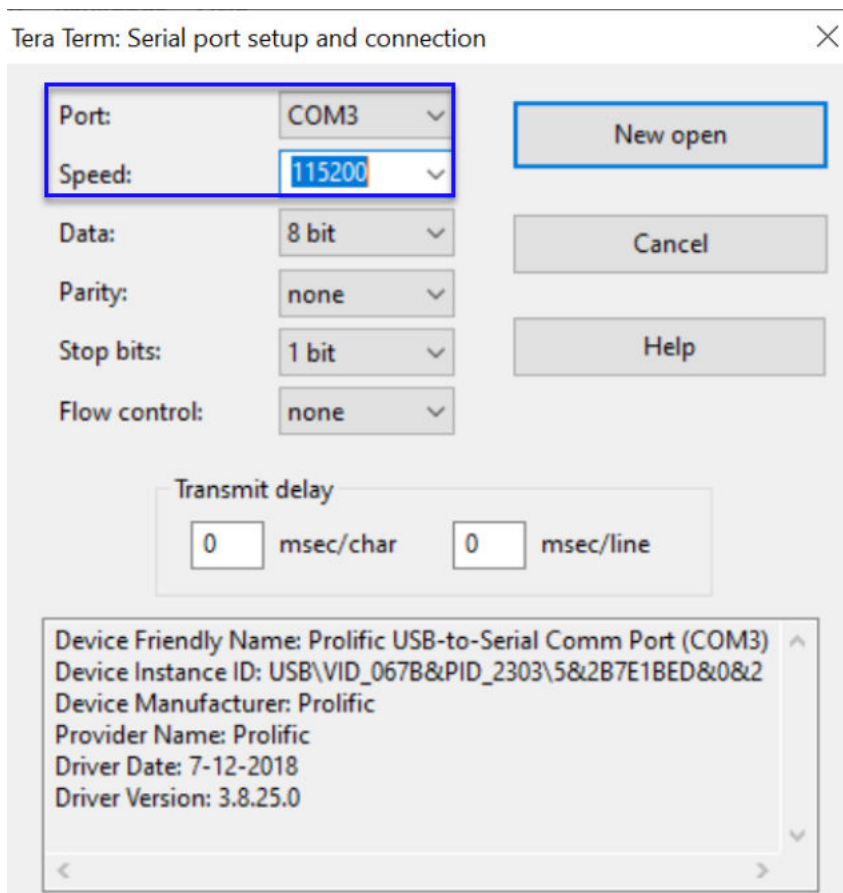 Tera Term: Serial port setup and connection
Port: COM3
New open
Speed: 115200
Data: 8 bit
Cancel
Parity: none
Stop bits: 1 bit
Help
Flow control: none
Transmit delay
0 msec/char 0 msec/line
Device Friendly Name: Prolific USB-to-Serial Comm Port (COM3)
Device Instance ID: USB\VID_067B&PID_2303\5&2B7E1BED&0&2
Device Manufacturer: Prolific
Provider Name: Prolific
Driver Date: 7-12-2018
Driver Version: 3.8.25.0